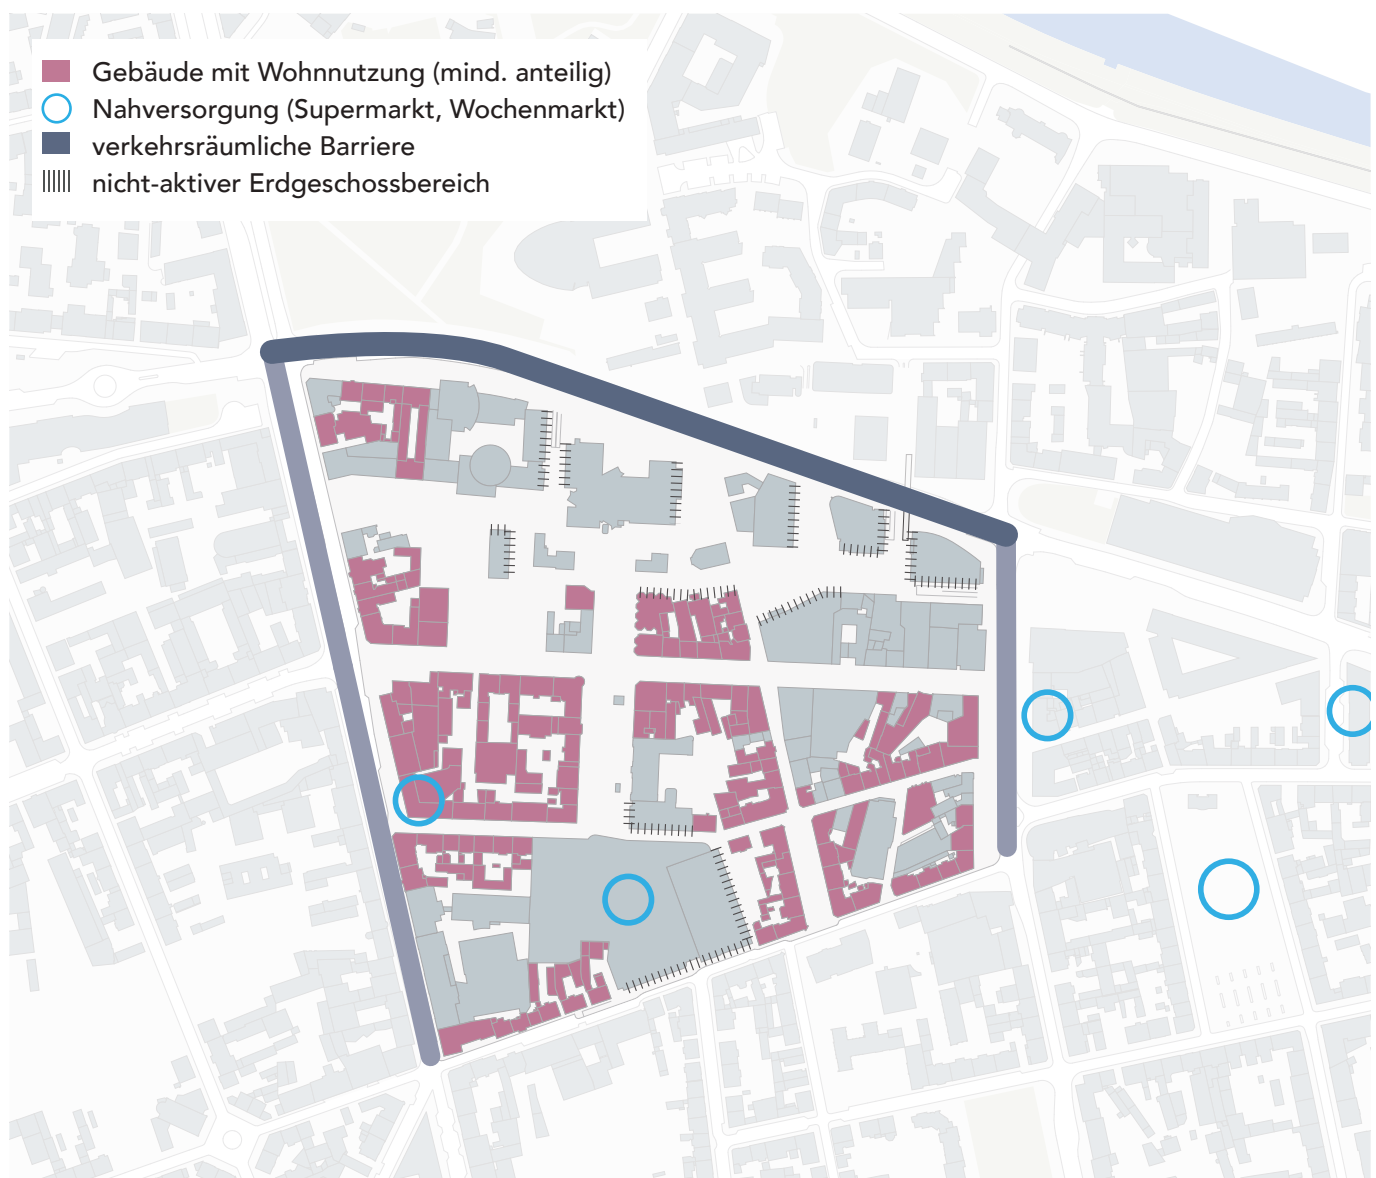 Gebäude mit Wohnnutzung (mind. anteilig)
Nahversorgung (Supermarkt, Wochenmarkt)
verkehrsräumliche Barriere
nicht-aktiver Erdgeschossbereich